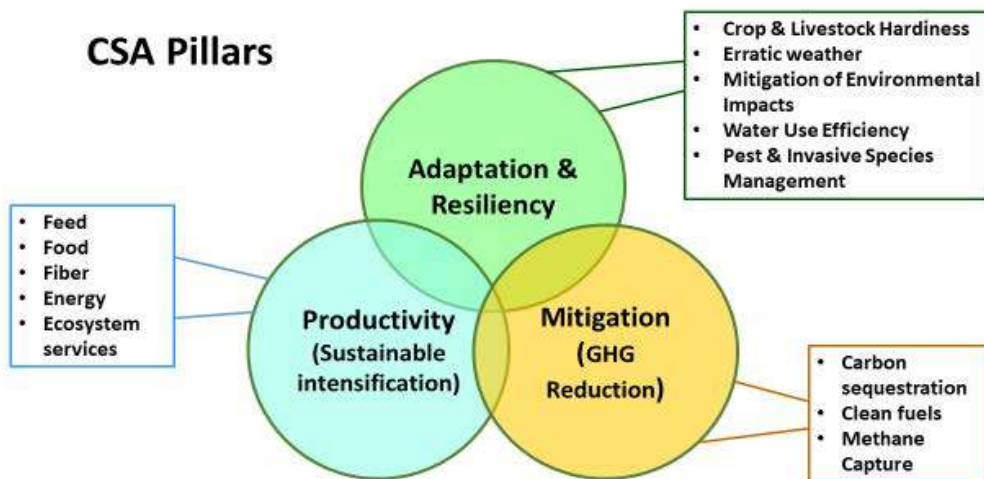 CSA Pillars
• Crop & Livestock Hardiness
• Erratic weather
• Mitigation of Environmental
Impacts
• Water Use Efficiency
• Pest & Invasive Species
Management
Adaptation &
Resiliency
• Feed
• Food
• Fiber
• Energy
• Ecosystem
services
Productivity
(Sustainable
intensification)
Mitigation
(GHG
Reduction)
• Carbon
sequestration
• Clean fuels
• Methane
Capture